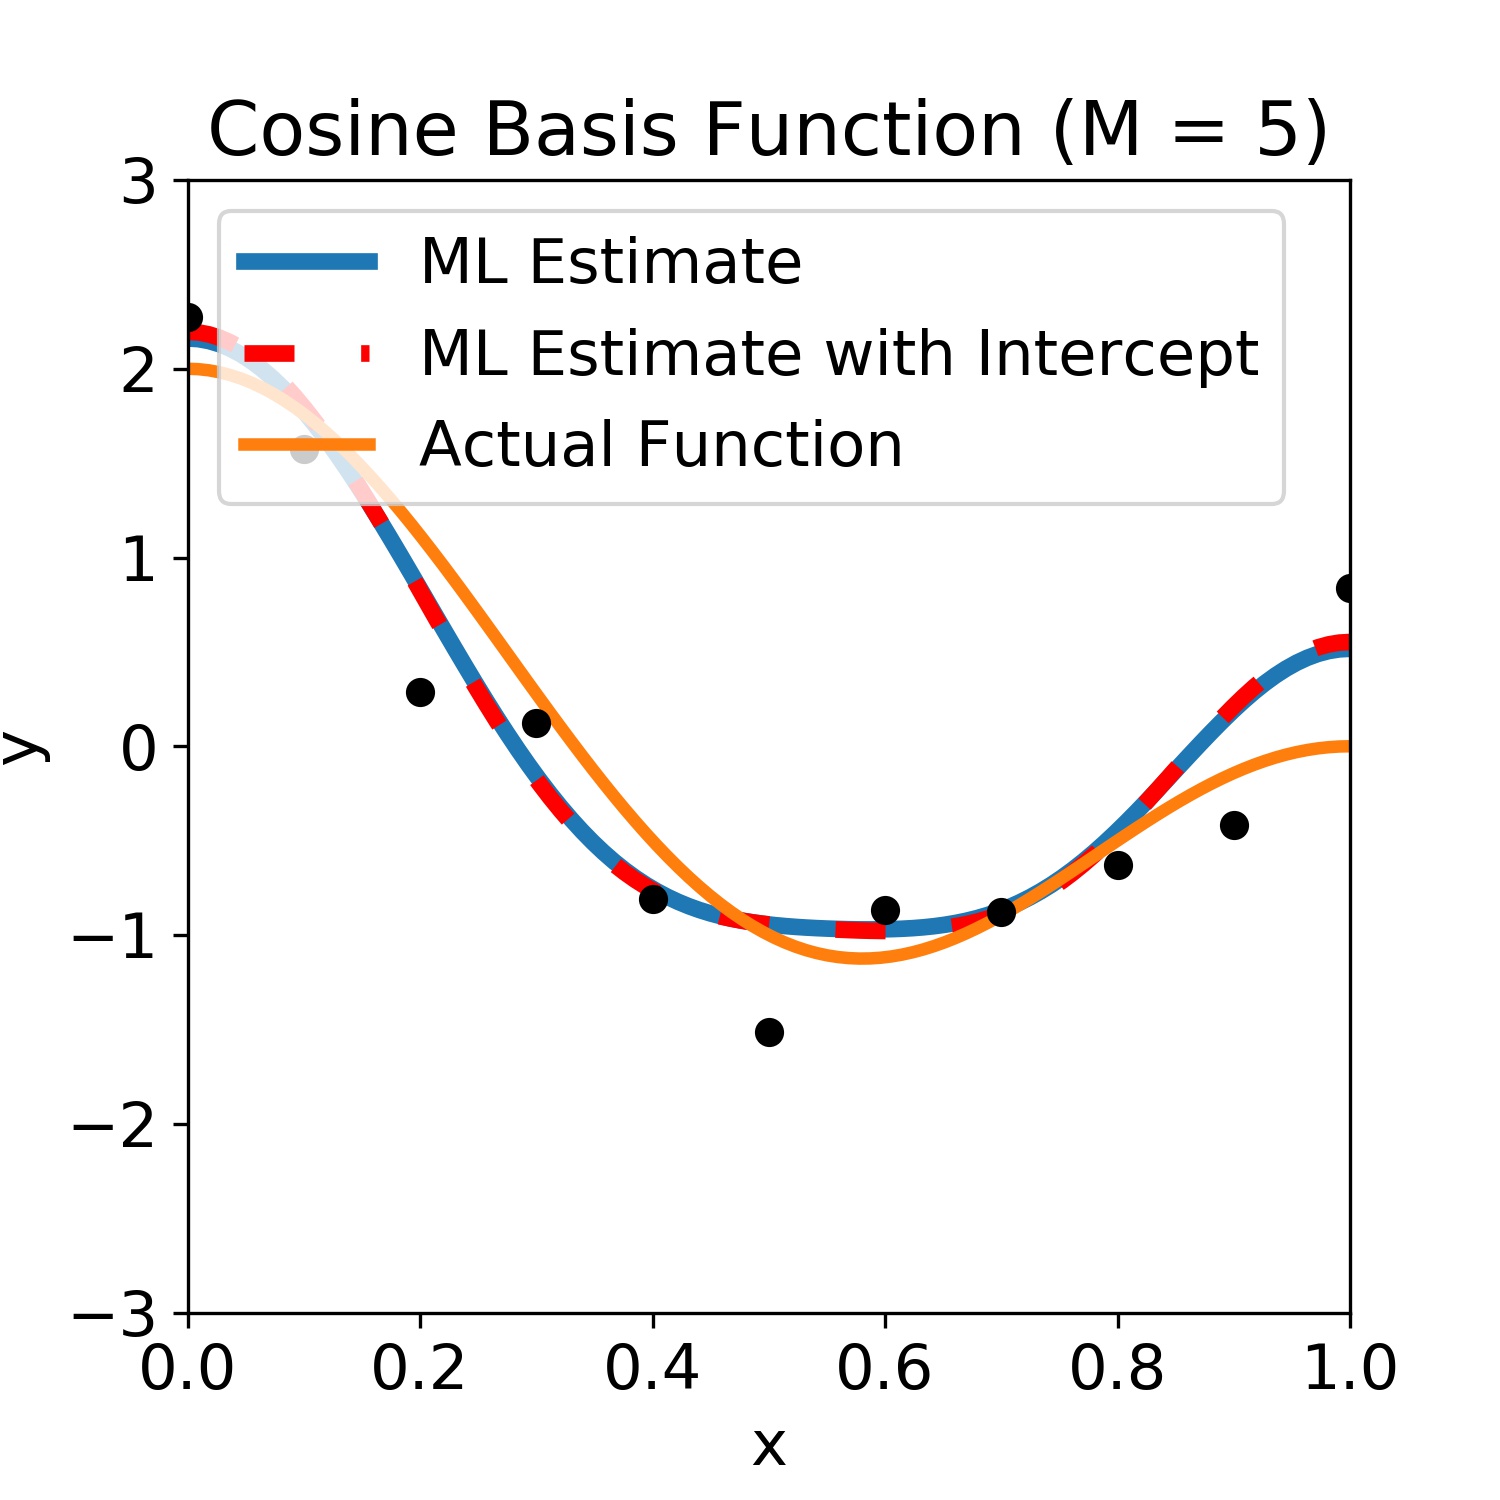 Cosine Basis Function (M = 5)
3
2
1
0
−1
−2
−3
y
ML Estimate
ML Estimate with Intercept
Actual Function
0.0 0.2 0.4 0.6 0.8 1.0
x